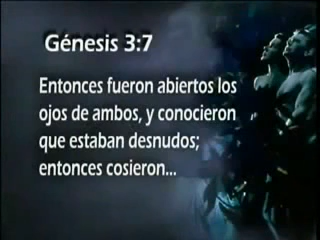 Génesis 3:7
Entonces fueron abiertos los
ojos de ambos, y conocieron
que estaban desnudos;
entonces cosieron...